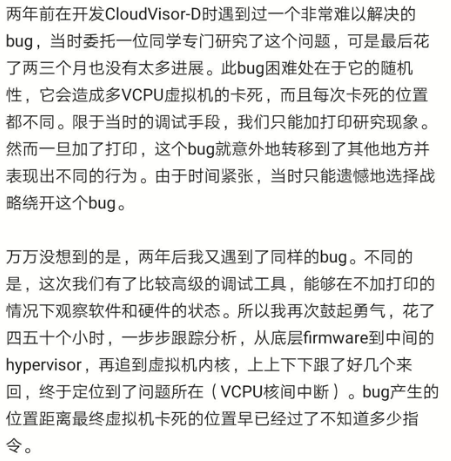 两年前在开发CloudVisor-D时遇到过一个非常难以解决的
bug，当时委托一位同学专门研究了这个问题，可是最后花
了两三个月也没有太多进展。此bug困难处在于它的随机
性，它会造成多VCPU虚拟机的卡死，而且每次卡死的位置
都不同。限于当时的调试手段，我们只能加打印研究现象。
然而一旦加了打印，这个bug就意外地转移到了其他地方并
表现出不同的行为。由于时间紧张，当时只能遗憾地选择战
略绕开这个bug。
万万没想到的是，两年后我又遇到了同样的bug。不同的
是，这次我们有了比较高级的调试工具，能够在不加打印的
情况下观察软件和硬件的状态。所以我再次鼓起勇气，花了
四五十个小时，一步步跟踪分析，从底层firmware到中间的
hypervisor，再追到虚拟机内核，上上下下跟了好几个来
回，终于定位到了问题所在（VCPU核间中断）。bug产生的
位置距离最终虚拟机卡死的位置早已经过了不知道多少指
令。